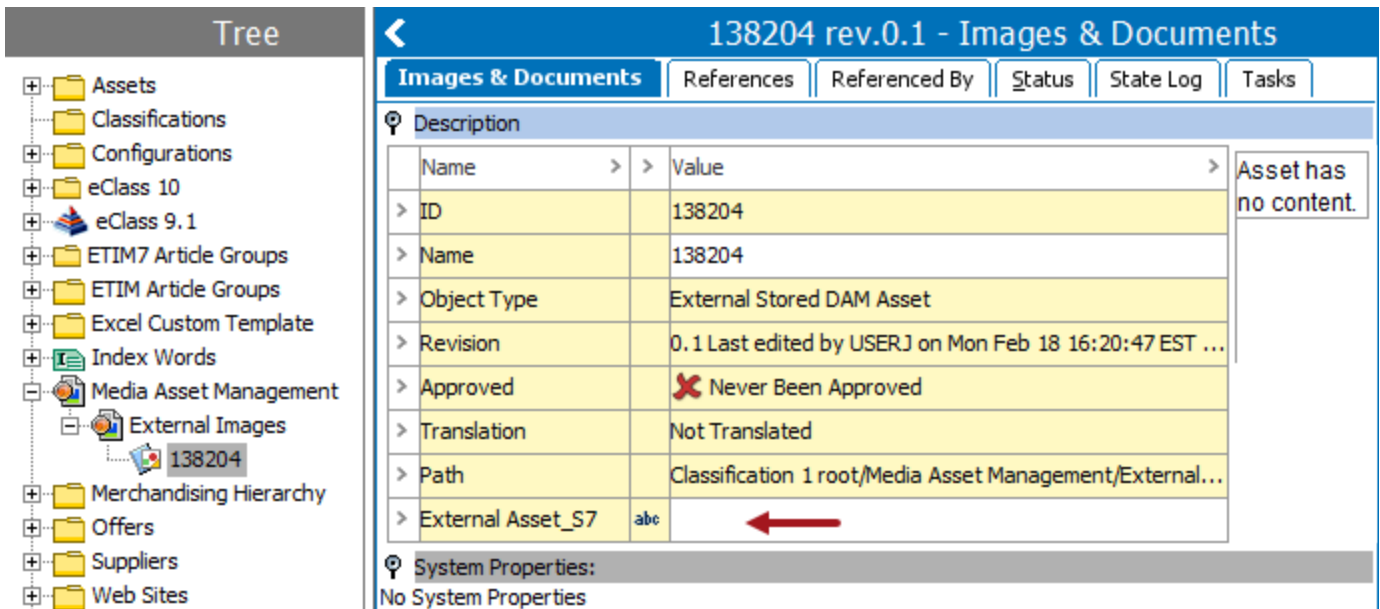 Tree
Assets
Classifications
Configurations
eClass 10
eClass 9.1
ETIM7 Article Groups
ETIM Article Groups
Excel Custom Template
Index Words
Media Asset Management
External Images
138204
Merchandising Hierarchy
Offers
Suppliers
Web Sites
138204 rev.0.1 - Images & Documents
Images & Documents References Referenced By Status State Log Tasks
Description
Name > > Value >
> ID 138204
> Name 138204
> Object Type External Stored DAM Asset
> Revision 0.1 Last edited by USERJ on Mon Feb 18 16:20:47 EST ...
> Approved Never Been Approved
> Translation Not Translated
> Path Classification 1 root/Media Asset Management/External...
> External Asset_S7 abc
Asset has
no content.
System Properties:
No System Properties